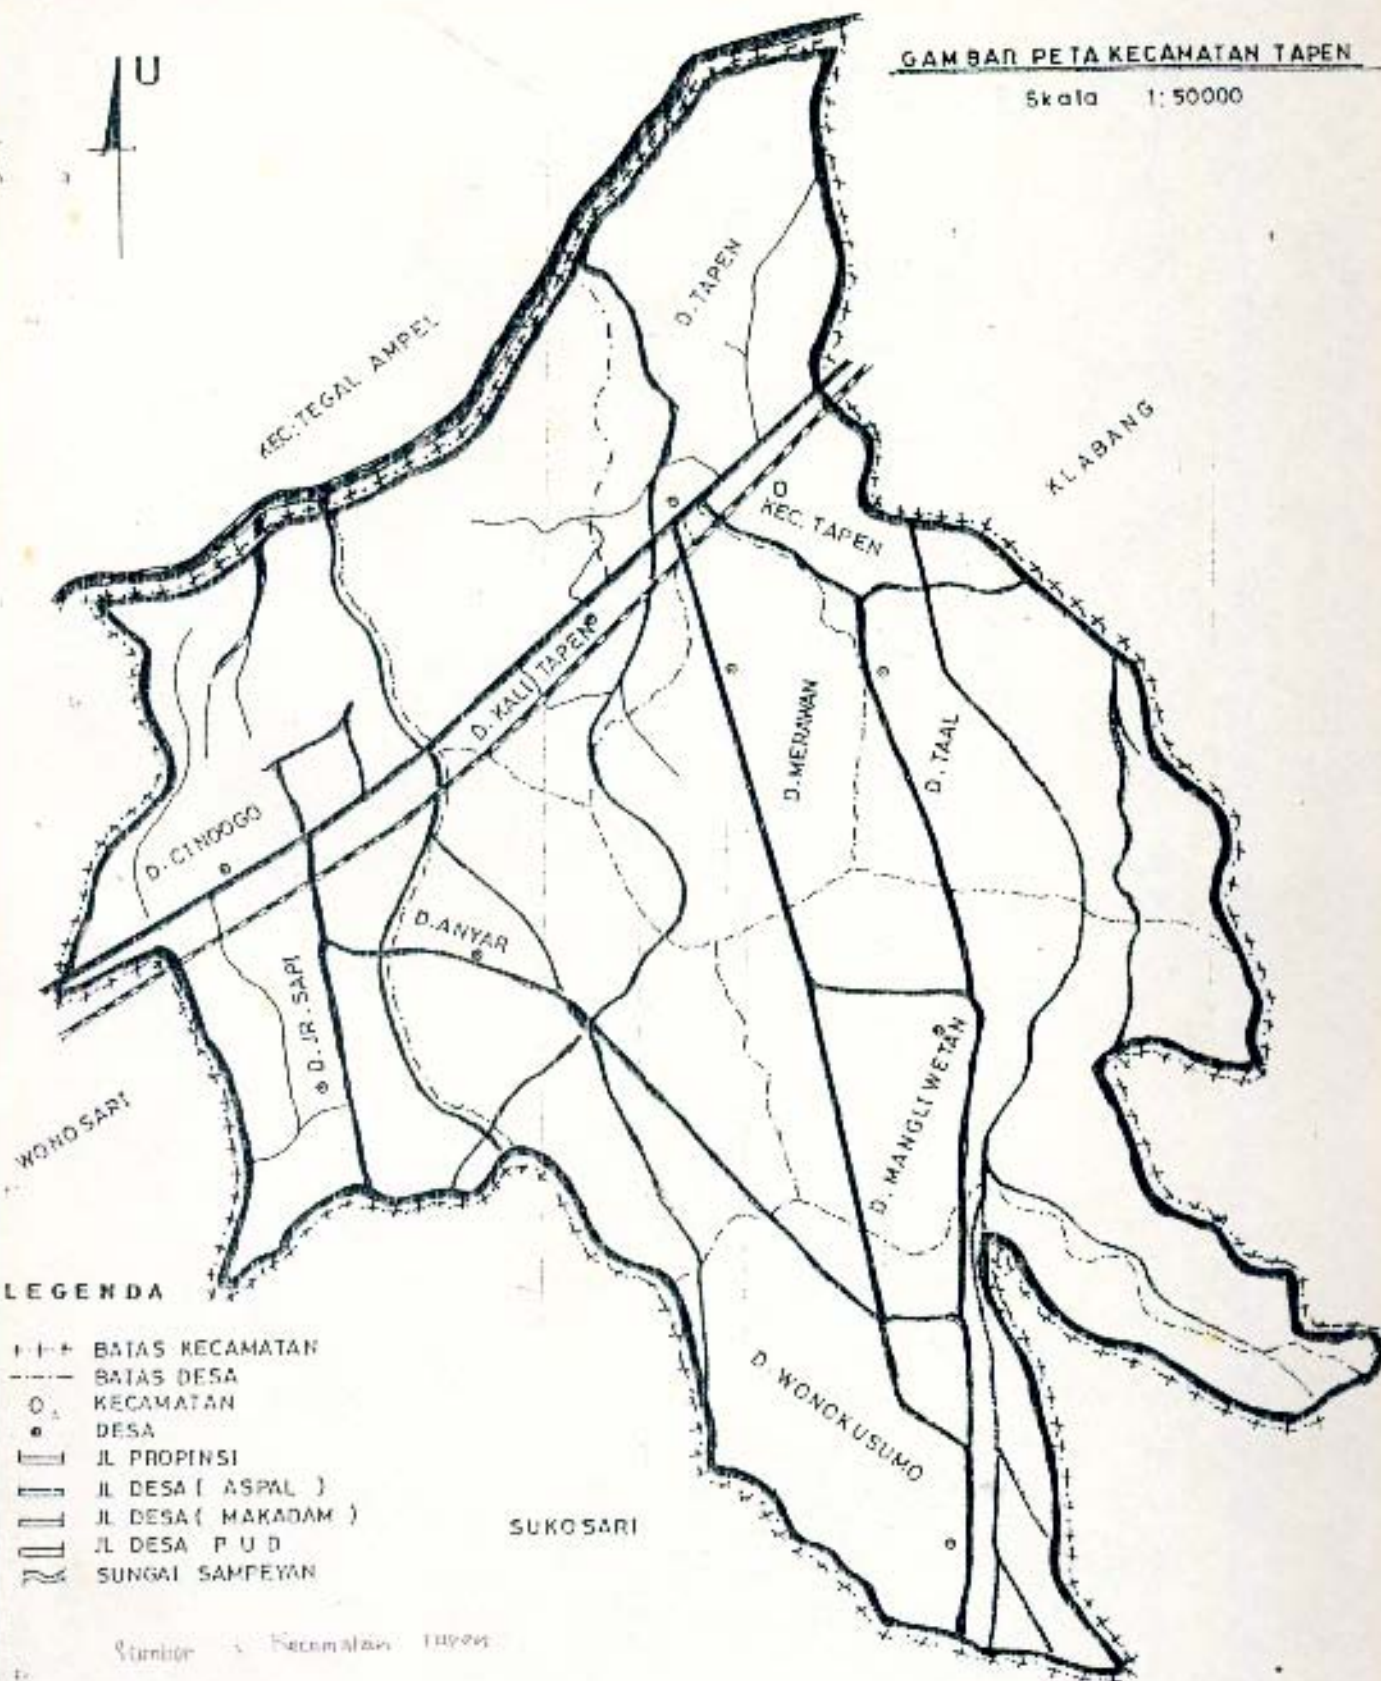 U
GAMBAR PETA KECAMATAN TAPEN
Skala 1:50000
D. TAPEN
KEC. TEGAL AMPEL
KLABANG
KEC. TAPEN
D. KALI TAPEN
D. MERAWAN
D. TAAL
D. CINDOGO
D. ANYAR
D. JR. SAPI
D. MANGLI WETAN
WONOSARI
D. WONOKUSUMO
SUKOSARI
LEGENDA
BATAS KECAMATAN
BATAS DESA
KECAMATAN
DESA
JL PROPINSI
JL DESA ( ASPAL )
JL DESA ( MAKADAM )
JL DESA P U D
SUNGAI SAMPEYAN
Sumber : Kecamatan Tapen